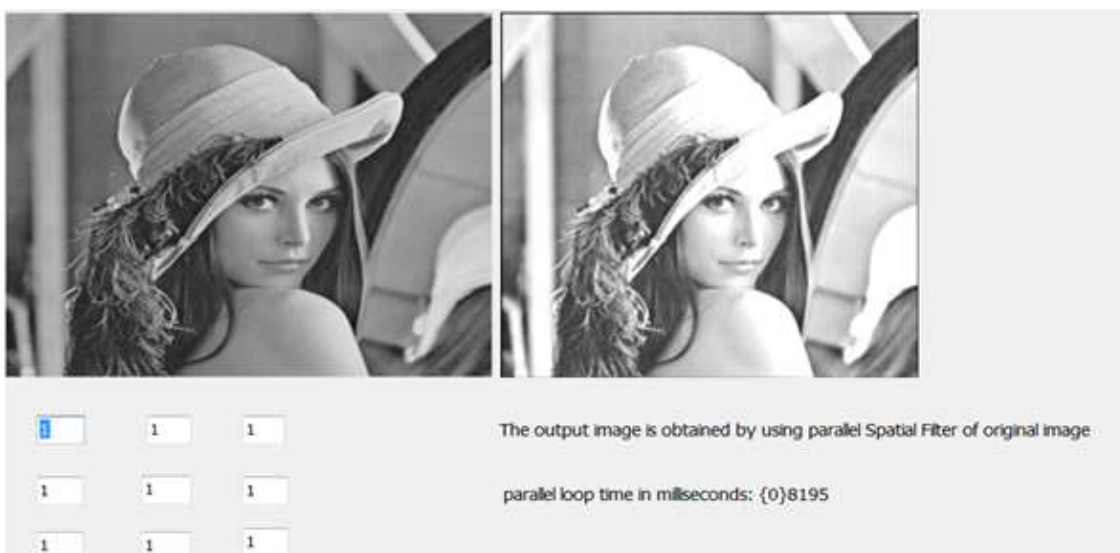 1 1 1
The output image is obtained by using parallel Spatial Filter of original image
1 1 1
parallel loop time in milliseconds: {0}8195
1 1 1